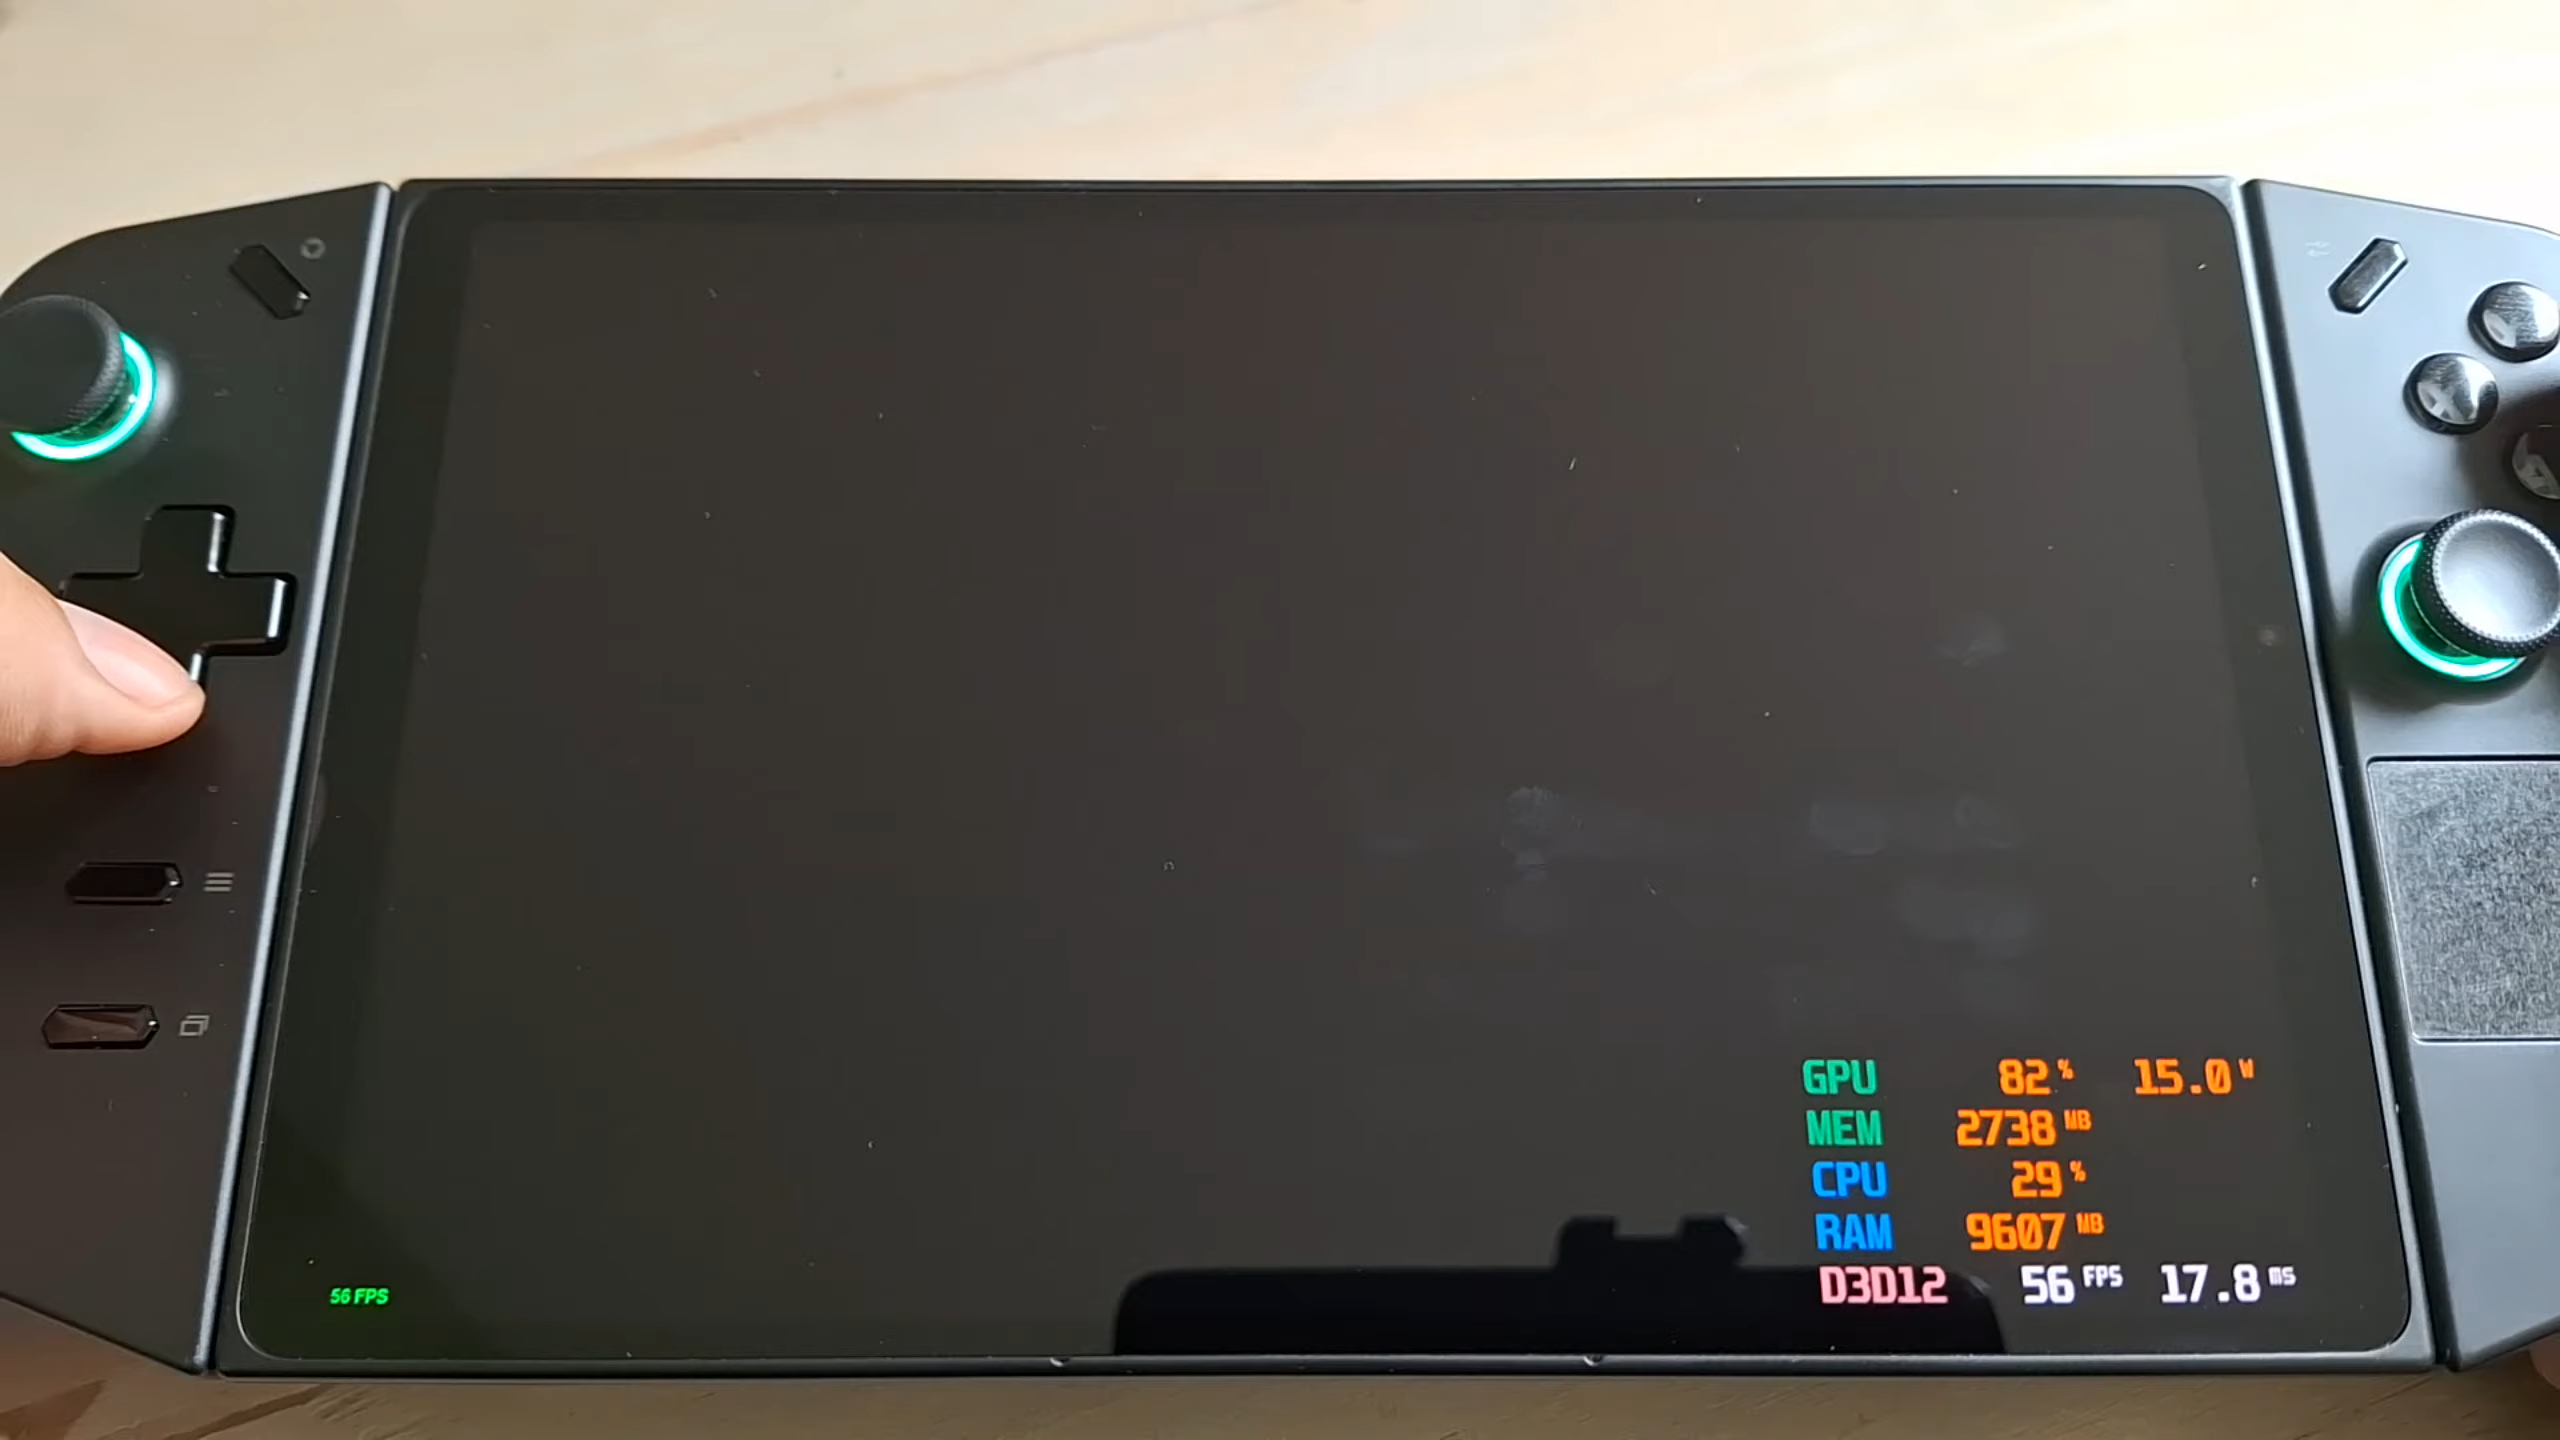 GPU 82 % 15.0 W
MEM 2738 MB
CPU 29 %
RAM 9607 MB
D3D12 56 FPS 17.8 ms
56 FPS